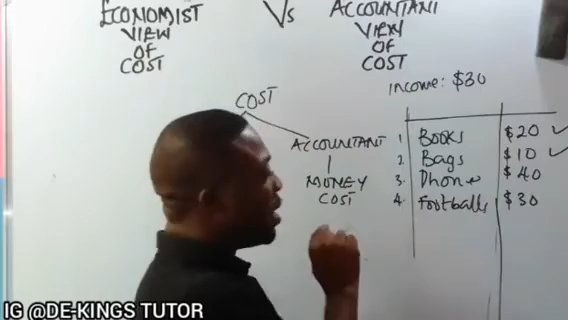 ECONOMIST Vs ACCOUNTANT
VIEW VIEW
OF OF
COST COST
Income: $30
COST
ACCOUNTANT
MONEY
COST
1. BOOKS $20 ✓
2. Bags $10 ✓
3. Phone $40
4. Footballs $30
IG @DE-KINGS TUTOR